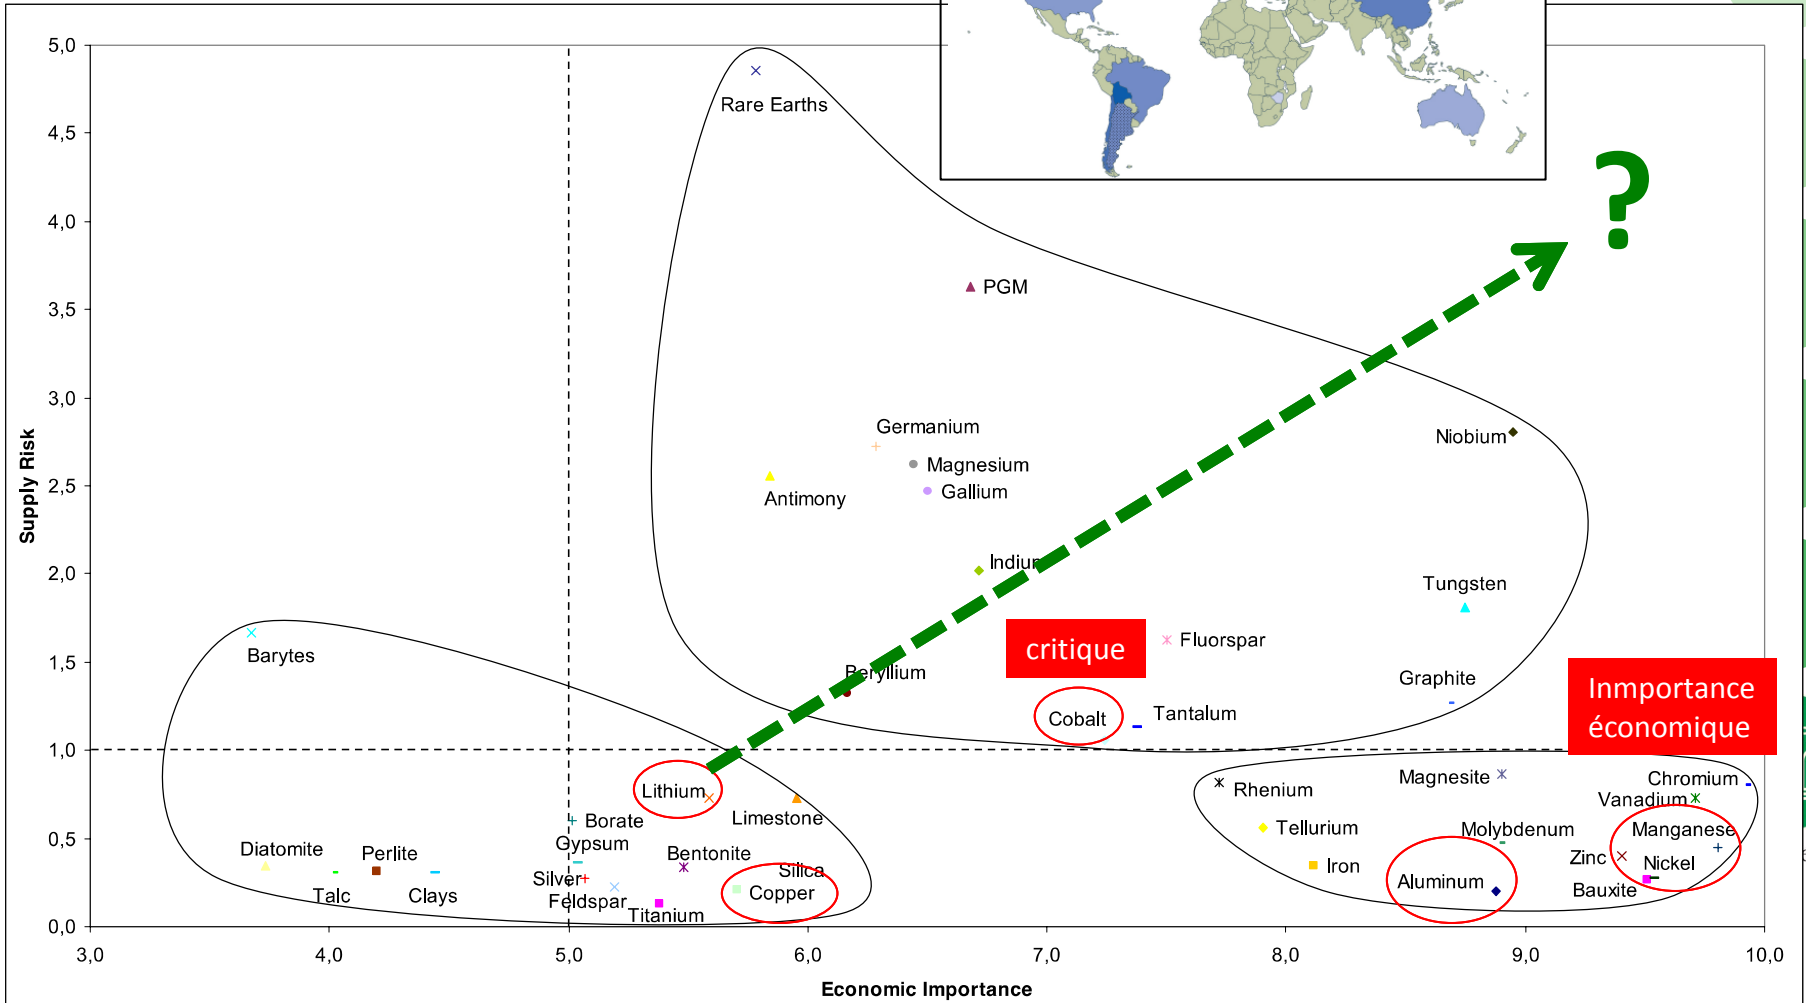 5,0
4,5
4,0
3,5
3,0
2,5
2,0
1,5
1,0
0,5
0,0
Supply Risk
3,0
4,0
5,0
6,0
7,0
8,0
9,0
10,0
Economic Importance
Rare Earths
?
PGM
Germanium
Niobium
Magnesium
Antimony
Gallium
Indium
Tungsten
critique
Fluorspar
Barytes
Beryllium
Graphite
Inmportance
économique
Cobalt
Tantalum
Lithium
Limestone
Rhenium
Magnesite
Chromium
Vanadium
Borate
Gypsum
Tellurium
Molybdenum
Manganese
Diatomite
Perlite
Bentonite
Silica
Iron
Zinc
Nickel
Talc
Clays
Silver
Feldspar
Copper
Aluminum
Bauxite
Titanium